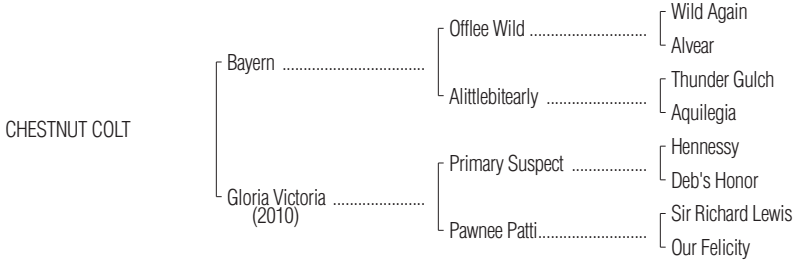 Wild Again
Offlee Wild ..............................
Alvear
Bayern .....................................
Thunder Gulch
Alittlebitearly ..........................
Aquilegia
CHESTNUT COLT
Hennessy
Primary Suspect ...................
Deb's Honor
Gloria Victoria ........................
(2010)
Sir Richard Lewis
Pawnee Patti............................
Our Felicity